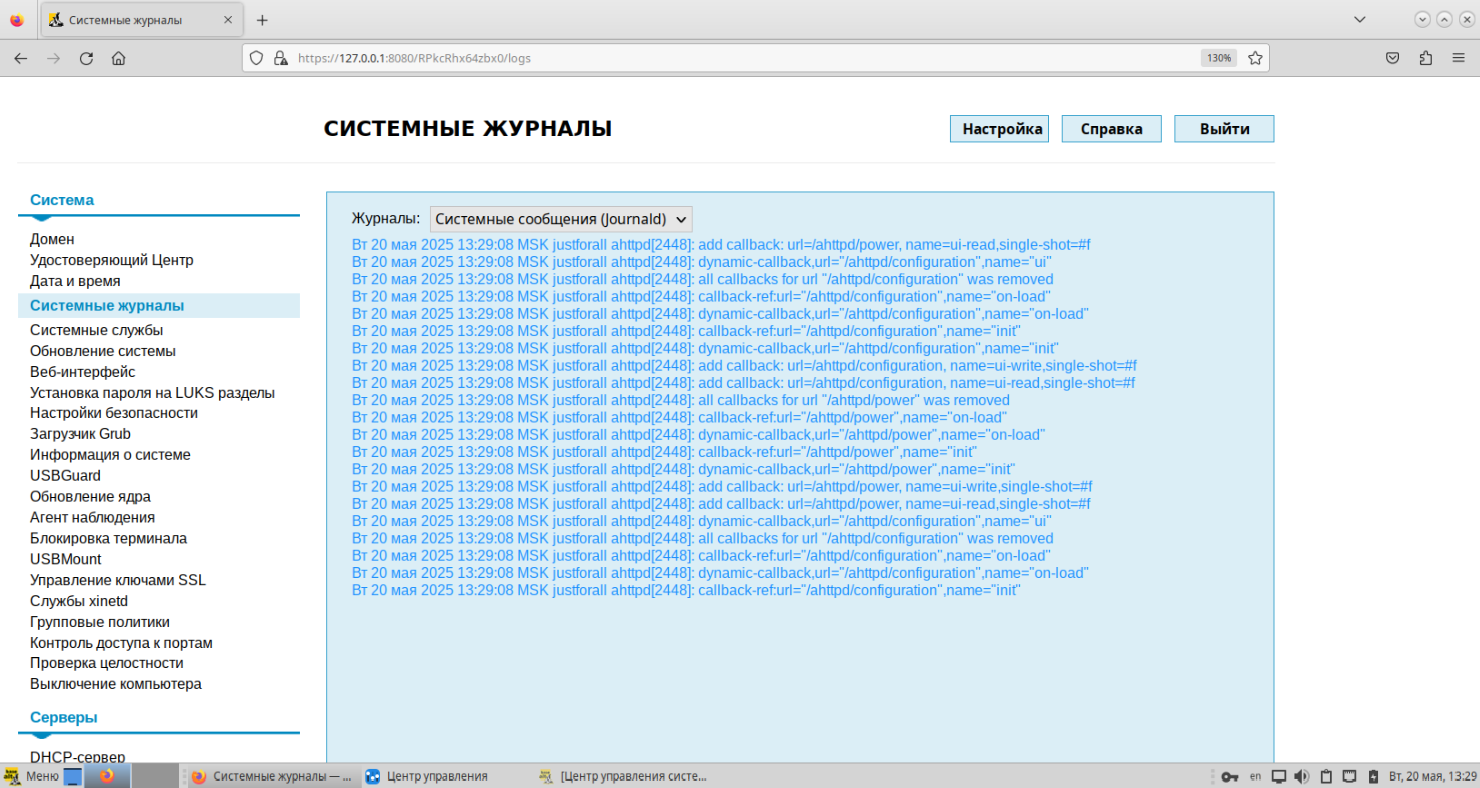 Системные журналы
https://127.0.0.1:8080/RPkcRhx64zbx0/logs
130%
СИСТЕМНЫЕ ЖУРНАЛЫ
Настройка
Справка
Выйти
Система
Домен
Удостоверяющий Центр
Дата и время
Системные журналы
Системные службы
Обновление системы
Веб-интерфейс
Установка пароля на LUKS разделы
Настройки безопасности
Загрузчик Grub
Информация о системе
USBGuard
Обновление ядра
Агент наблюдения
Блокировка терминала
USBMount
Управление ключами SSL
Службы xinetd
Групповые политики
Контроль доступа к портам
Проверка целостности
Выключение компьютера
Серверы
DHCP-сервер
Журналы: Системные сообщения (Journald)
Вт 20 мая 2025 13:29:08 MSK justforall ahttpd[2448]: add callback: url=/ahttpd/power, name=ui-read,single-shot=#f
Вт 20 мая 2025 13:29:08 MSK justforall ahttpd[2448]: dynamic-callback,url="/ahttpd/configuration",name="ui"
Вт 20 мая 2025 13:29:08 MSK justforall ahttpd[2448]: all callbacks for url "/ahttpd/configuration" was removed
Вт 20 мая 2025 13:29:08 MSK justforall ahttpd[2448]: callback-ref:url="/ahttpd/configuration",name="on-load"
Вт 20 мая 2025 13:29:08 MSK justforall ahttpd[2448]: dynamic-callback,url="/ahttpd/configuration",name="on-load"
Вт 20 мая 2025 13:29:08 MSK justforall ahttpd[2448]: callback-ref:url="/ahttpd/configuration",name="init"
Вт 20 мая 2025 13:29:08 MSK justforall ahttpd[2448]: dynamic-callback,url="/ahttpd/configuration",name="init"
Вт 20 мая 2025 13:29:08 MSK justforall ahttpd[2448]: add callback: url=/ahttpd/configuration, name=ui-write,single-shot=#f
Вт 20 мая 2025 13:29:08 MSK justforall ahttpd[2448]: add callback: url=/ahttpd/configuration, name=ui-read,single-shot=#f
Вт 20 мая 2025 13:29:08 MSK justforall ahttpd[2448]: all callbacks for url "/ahttpd/power" was removed
Вт 20 мая 2025 13:29:08 MSK justforall ahttpd[2448]: callback-ref:url="/ahttpd/power",name="on-load"
Вт 20 мая 2025 13:29:08 MSK justforall ahttpd[2448]: dynamic-callback,url="/ahttpd/power",name="on-load"
Вт 20 мая 2025 13:29:08 MSK justforall ahttpd[2448]: callback-ref:url="/ahttpd/power",name="init"
Вт 20 мая 2025 13:29:08 MSK justforall ahttpd[2448]: dynamic-callback,url="/ahttpd/power",name="init"
Вт 20 мая 2025 13:29:08 MSK justforall ahttpd[2448]: add callback: url=/ahttpd/power, name=ui-write,single-shot=#f
Вт 20 мая 2025 13:29:08 MSK justforall ahttpd[2448]: add callback: url=/ahttpd/power, name=ui-read,single-shot=#f
Вт 20 мая 2025 13:29:08 MSK justforall ahttpd[2448]: dynamic-callback,url="/ahttpd/configuration",name="ui"
Вт 20 мая 2025 13:29:08 MSK justforall ahttpd[2448]: all callbacks for url "/ahttpd/configuration" was removed
Вт 20 мая 2025 13:29:08 MSK justforall ahttpd[2448]: callback-ref:url="/ahttpd/configuration",name="on-load"
Вт 20 мая 2025 13:29:08 MSK justforall ahttpd[2448]: dynamic-callback,url="/ahttpd/configuration",name="on-load"
Вт 20 мая 2025 13:29:08 MSK justforall ahttpd[2448]: callback-ref:url="/ahttpd/configuration",name="init"
Меню
Системные журналы — ...
Центр управления
[Центр управления систе...
en
Вт, 20 мая, 13:29